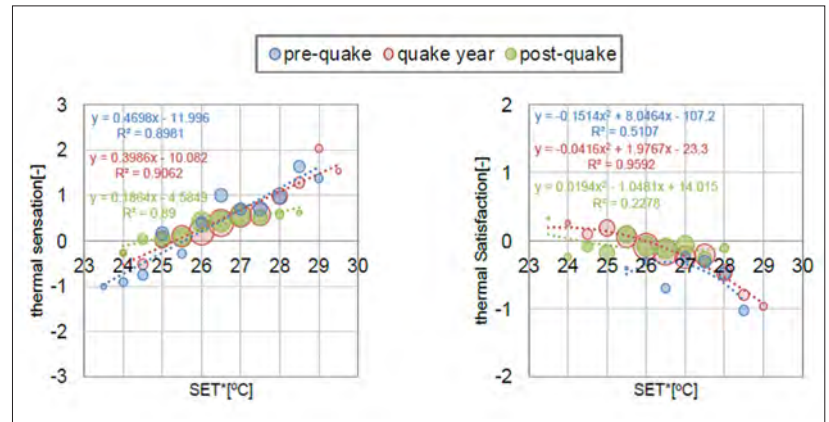 pre-quake quake year post-quake
3
2
1
0
-1
-2
-3
23 24 25 26 27 28 29 30
thermal sensation[-]
SET*[ºC]
y = 0.4698x - 11.996
R² = 0.8981
y = 0.3986x - 10.082
R² = 0.9062
y = 0.1864x - 4.5849
R² = 0.89
2
1
0
-1
-2
23 24 25 26 27 28 29 30
thermal Satisfaction[-]
SET*[ºC]
y = -0.1514x² + 8.0464x - 107.2
R² = 0.5107
y = -0.0416x² + 1.9767x - 23.3
R² = 0.9592
y = 0.0194x² - 1.0481x + 14.015
R² = 0.2278